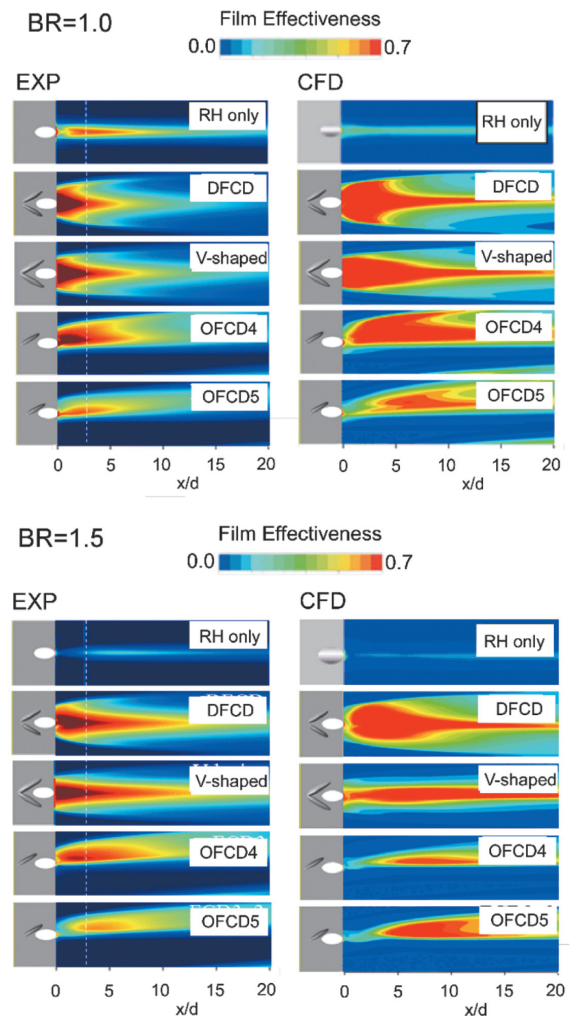 BR=1.0
Film Effectiveness
0.0 0.7
EXP CFD
RH only RH only
DFCD DFCD
V-shaped V-shaped
OFCD4 OFCD4
OFCD5 OFCD5
0 5 10 15 20 0 5 10 15 20
x/d x/d
BR=1.5
Film Effectiveness
0.0 0.7
EXP CFD
RH only RH only
DFCD DFCD
V-shaped V-shaped
OFCD4 OFCD4
OFCD5 OFCD5
0 5 10 15 20 0 5 10 15 20
x/d x/d